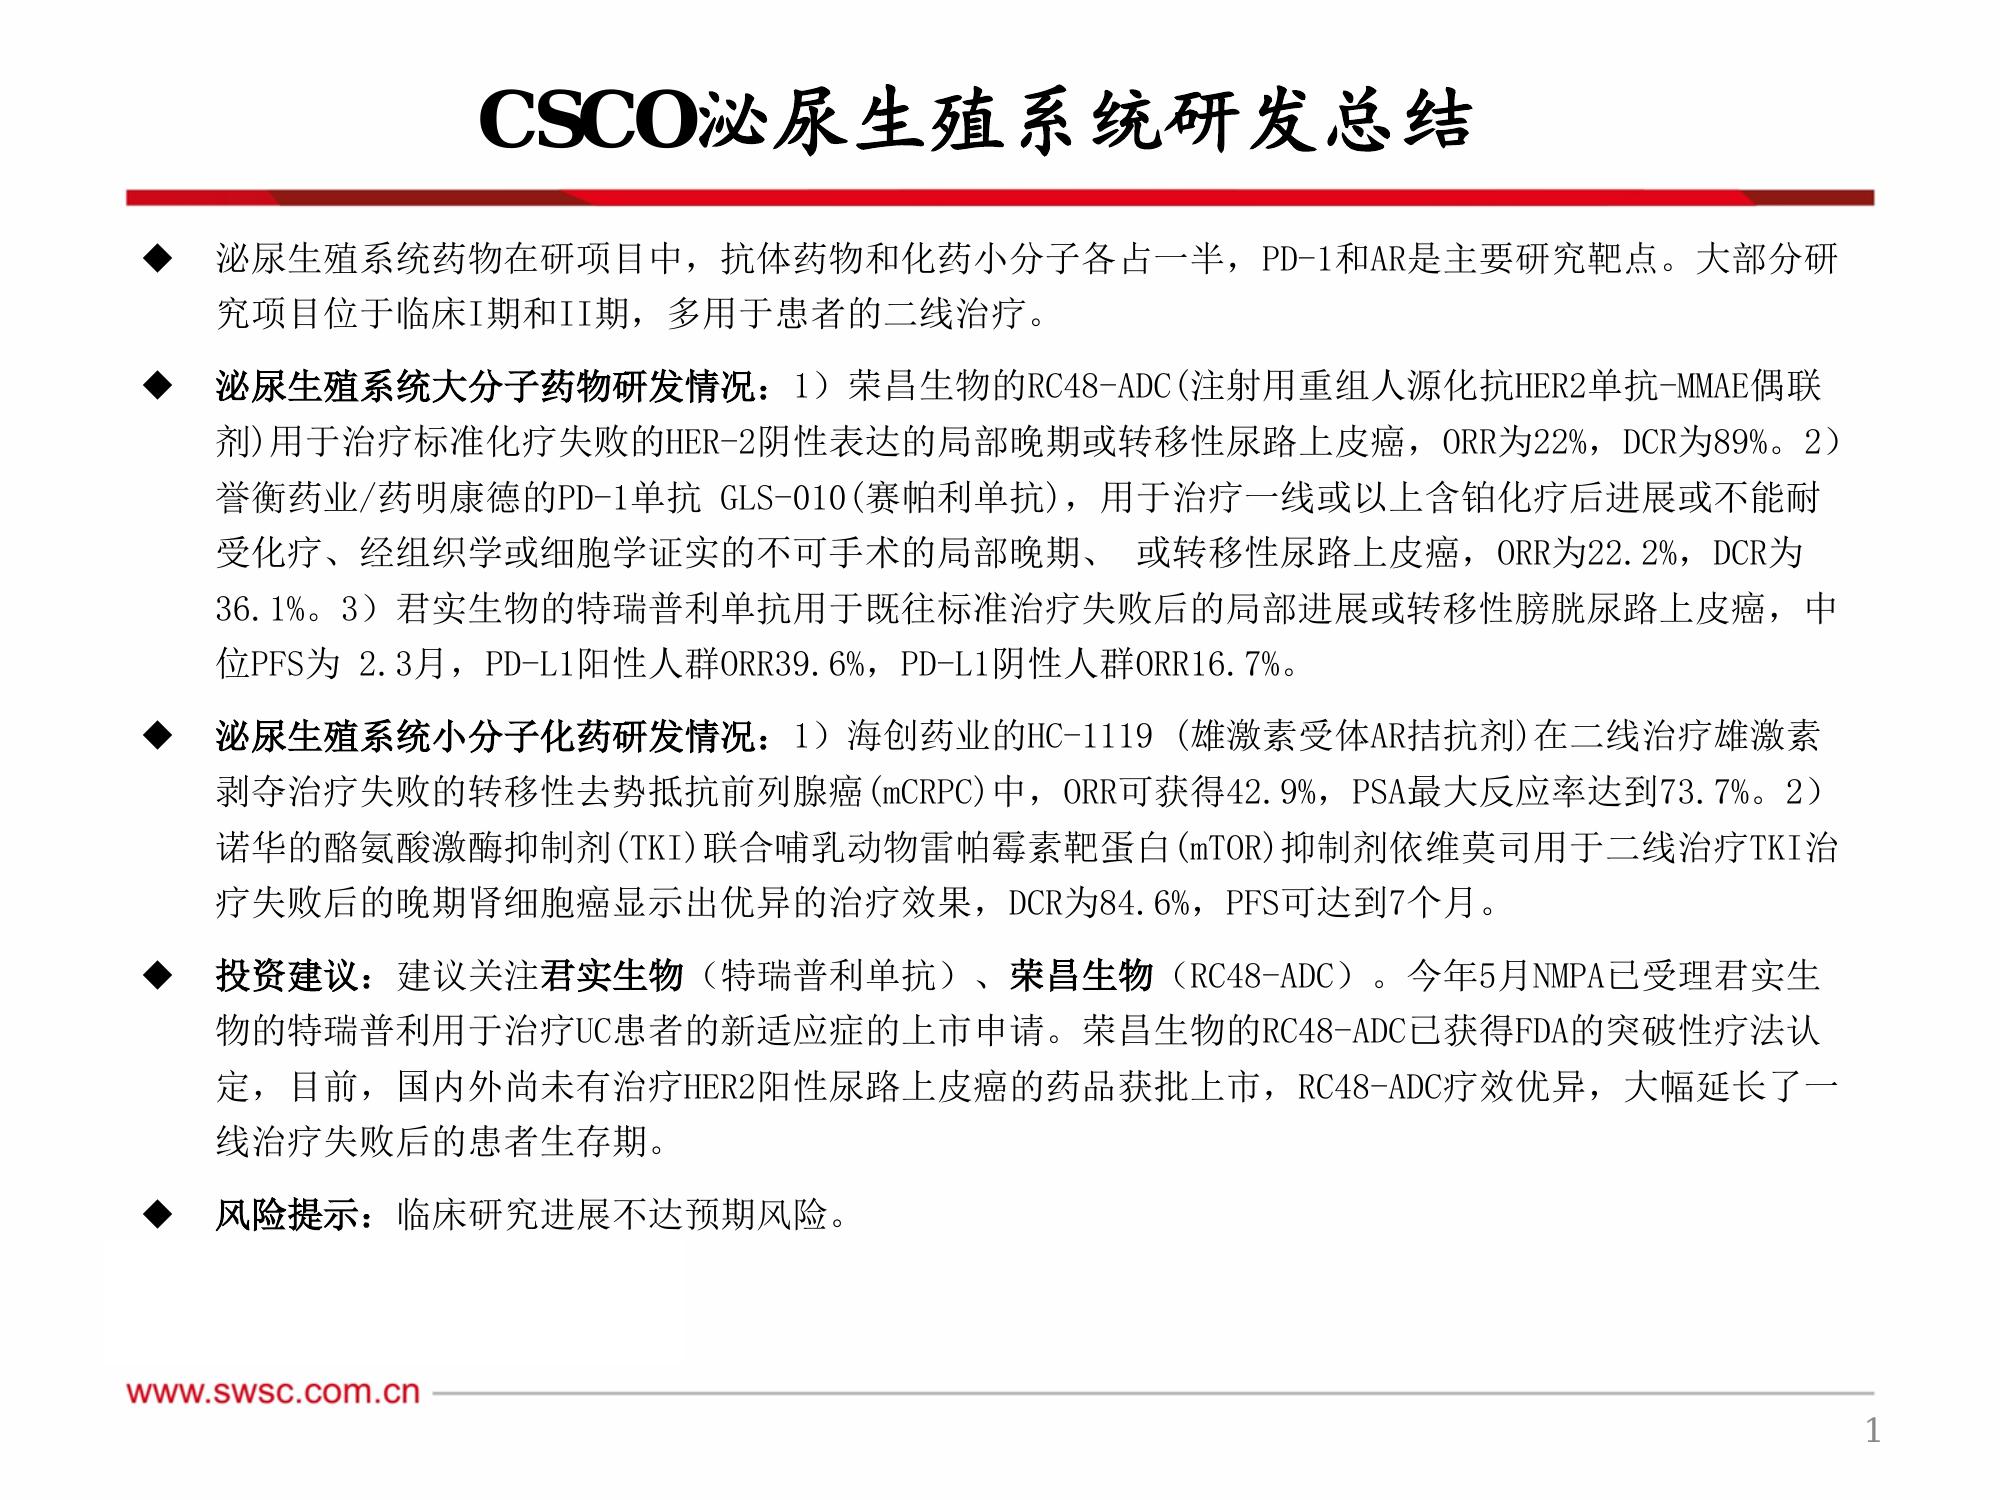 CSCO泌尿生殖系统研发总结
◆ 泌尿生殖系统药物在研项目中，抗体药物和化药小分子各占一半，PD-1和AR是主要研究靶点。大部分研
究项目位于临床I期和II期，多用于患者的二线治疗。
◆ 泌尿生殖系统大分子药物研发情况：1）荣昌生物的RC48-ADC(注射用重组人源化抗HER2单抗-MMAE偶联
剂)用于治疗标准化疗失败的HER-2阴性表达的局部晚期或转移性尿路上皮癌，ORR为22%，DCR为89%。2）
誉衡药业/药明康德的PD-1单抗 GLS-010(赛帕利单抗)，用于治疗一线或以上含铂化疗后进展或不能耐
受化疗、经组织学或细胞学证实的不可手术的局部晚期、 或转移性尿路上皮癌，ORR为22.2%，DCR为
36.1%。3）君实生物的特瑞普利单抗用于既往标准治疗失败后的局部进展或转移性膀胱尿路上皮癌，中
位PFS为 2.3月，PD-L1阳性人群ORR39.6%，PD-L1阴性人群ORR16.7%。
◆ 泌尿生殖系统小分子化药研发情况：1）海创药业的HC-1119 (雄激素受体AR拮抗剂)在二线治疗雄激素
剥夺治疗失败的转移性去势抵抗前列腺癌(mCRPC)中，ORR可获得42.9%，PSA最大反应率达到73.7%。2）
诺华的酪氨酸激酶抑制剂(TKI)联合哺乳动物雷帕霉素靶蛋白(mTOR)抑制剂依维莫司用于二线治疗TKI治
疗失败后的晚期肾细胞癌显示出优异的治疗效果，DCR为84.6%，PFS可达到7个月。
◆ 投资建议：建议关注君实生物（特瑞普利单抗）、荣昌生物（RC48-ADC）。今年5月NMPA已受理君实生
物的特瑞普利用于治疗UC患者的新适应症的上市申请。荣昌生物的RC48-ADC已获得FDA的突破性疗法认
定，目前，国内外尚未有治疗HER2阳性尿路上皮癌的药品获批上市，RC48-ADC疗效优异，大幅延长了一
线治疗失败后的患者生存期。
◆ 风险提示：临床研究进展不达预期风险。
www.swsc.com.cn
1